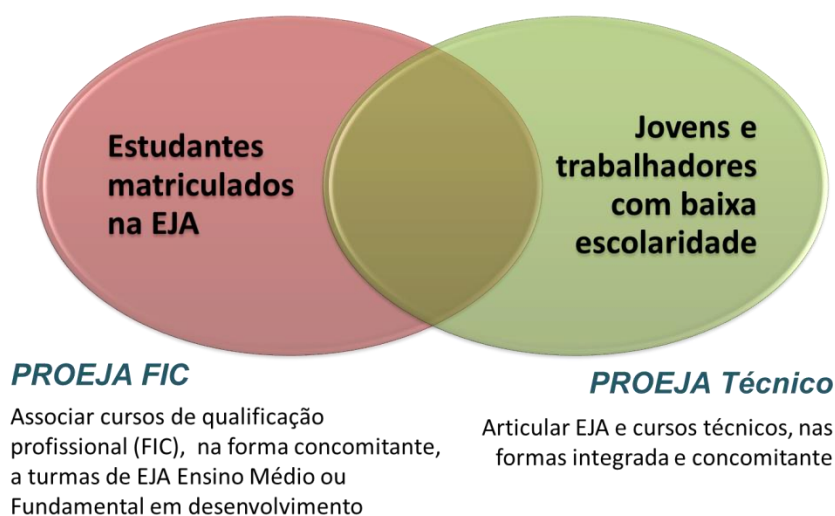 Estudantes
matriculados
na EJA
Jovens e
trabalhadores
com baixa
escolaridade
PROEJA FIC
Associar cursos de qualificação
profissional (FIC), na forma concomitante,
a turmas de EJA Ensino Médio ou
Fundamental em desenvolvimento
PROEJA Técnico
Articular EJA e cursos técnicos, nas
formas integrada e concomitante